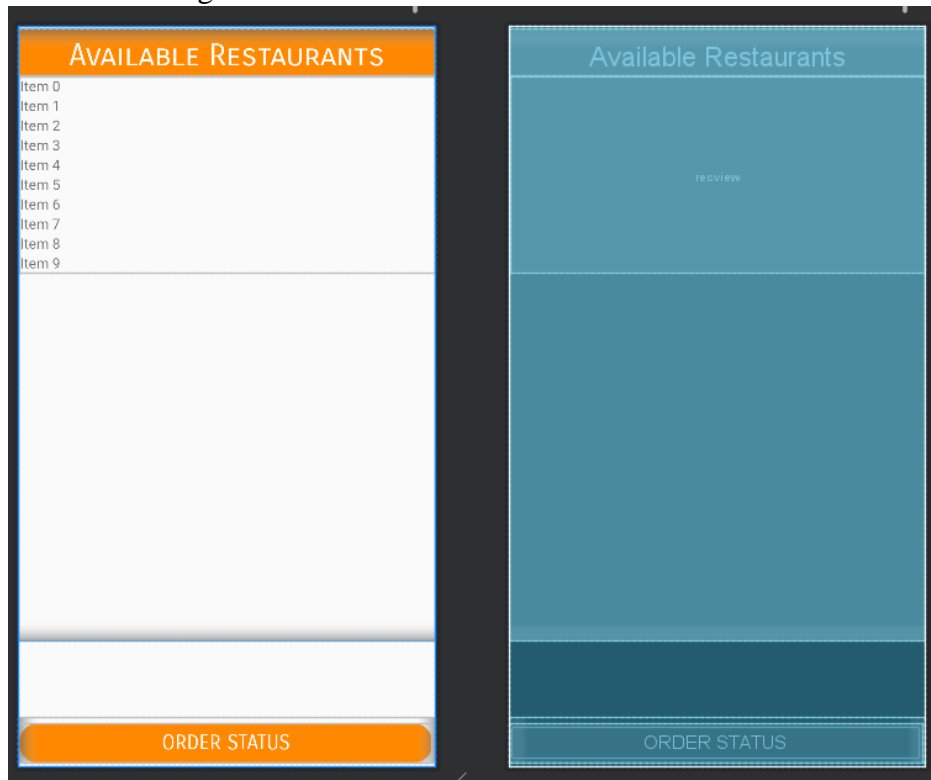 Available Restaurants
Item 0
Item 1
Item 2
Item 3
Item 4
Item 5
Item 6
Item 7
Item 8
Item 9
ORDER STATUS
Available Restaurants
recview
ORDER STATUS